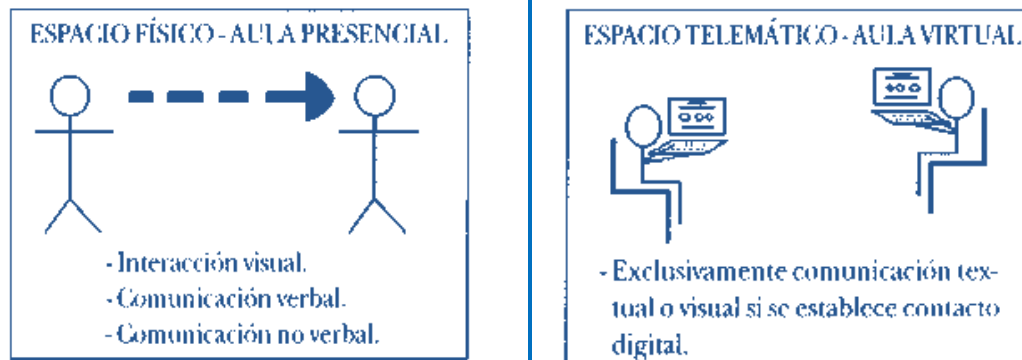 ESPACIO FÍSICO - AULA PRESENCIAL
- Interacción visual.
- Comunicación verbal.
- Comunicación no verbal.
ESPACIO TELEMÁTICO - AULA VIRTUAL
- Exclusivamente comunicación tex-
tual o visual si se establece contacto
digital.